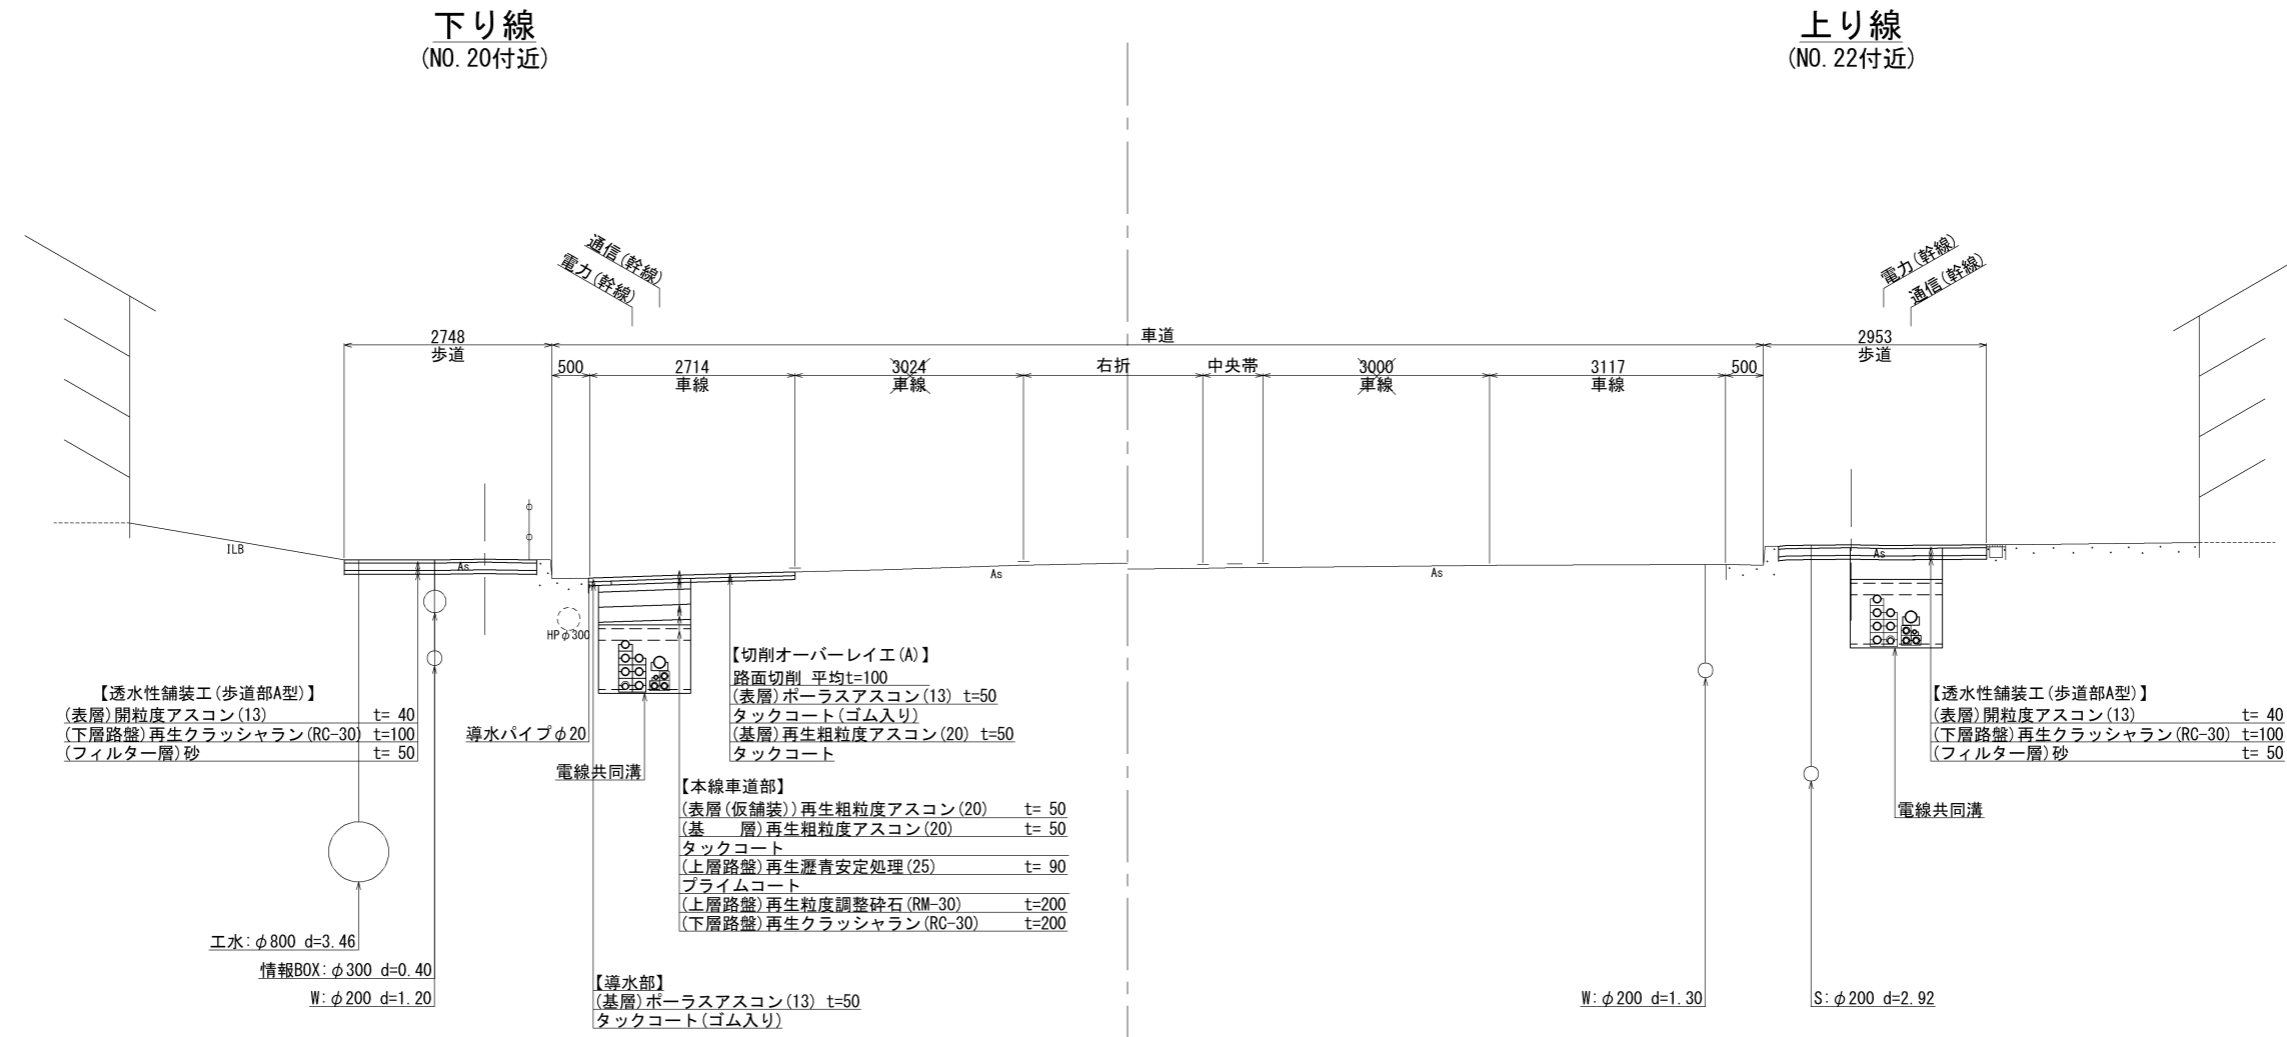 下り線
(NO.20付近)
上り線
(NO.22付近)
通信(幹線)
電力(幹線)
電力(幹線)
通信(幹線)
2748
歩道
車道
2953
歩道
500
2714
車線
3024
車線
右折
中央帯
3000
車線
3117
車線
500
ILB
As
As
As
As
HPφ300
【透水性舗装工(歩道部A型)】
(表層)開粒度アスコン(13) t= 40
(下層路盤)再生クラッシャラン(RC-30) t=100
(フィルター層)砂 t= 50
導水パイプφ20
電線共同溝
【切削オーバーレイエ(A)】
路面切削 平均t=100
(表層)ポーラスアスコン(13) t=50
タックコート(ゴム入り)
(基層)再生粗粒度アスコン(20) t=50
タックコート
【本線車道部】
(表層(仮舗装))再生粗粒度アスコン(20) t= 50
(基 層)再生粗粒度アスコン(20) t= 50
タックコート
(上層路盤)再生瀝青安定処理(25) t= 90
プライムコート
(上層路盤)再生粒度調整砕石(RM-30) t=200
(下層路盤)再生クラッシャラン(RC-30) t=200
【透水性舗装工(歩道部A型)】
(表層)開粒度アスコン(13) t= 40
(下層路盤)再生クラッシャラン(RC-30) t=100
(フィルター層)砂 t= 50
電線共同溝
工水:φ800 d=3.46
情報BOX:φ300 d=0.40
W:φ200 d=1.20
【導水部】
(基層)ポーラスアスコン(13) t=50
タックコート(ゴム入り)
W:φ200 d=1.30
S:φ200 d=2.92